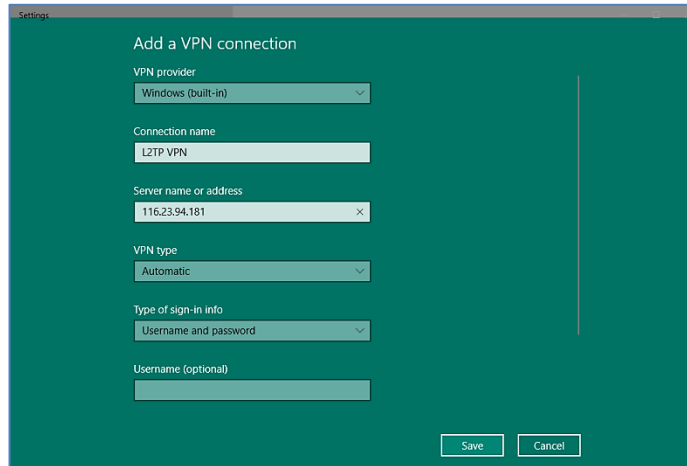 Settings
Add a VPN connection
VPN provider
Windows (built-in)
Connection name
L2TP VPN
Server name or address
116.23.94.181
VPN type
Automatic
Type of sign-in info
Username and password
Username (optional)
Save
Cancel